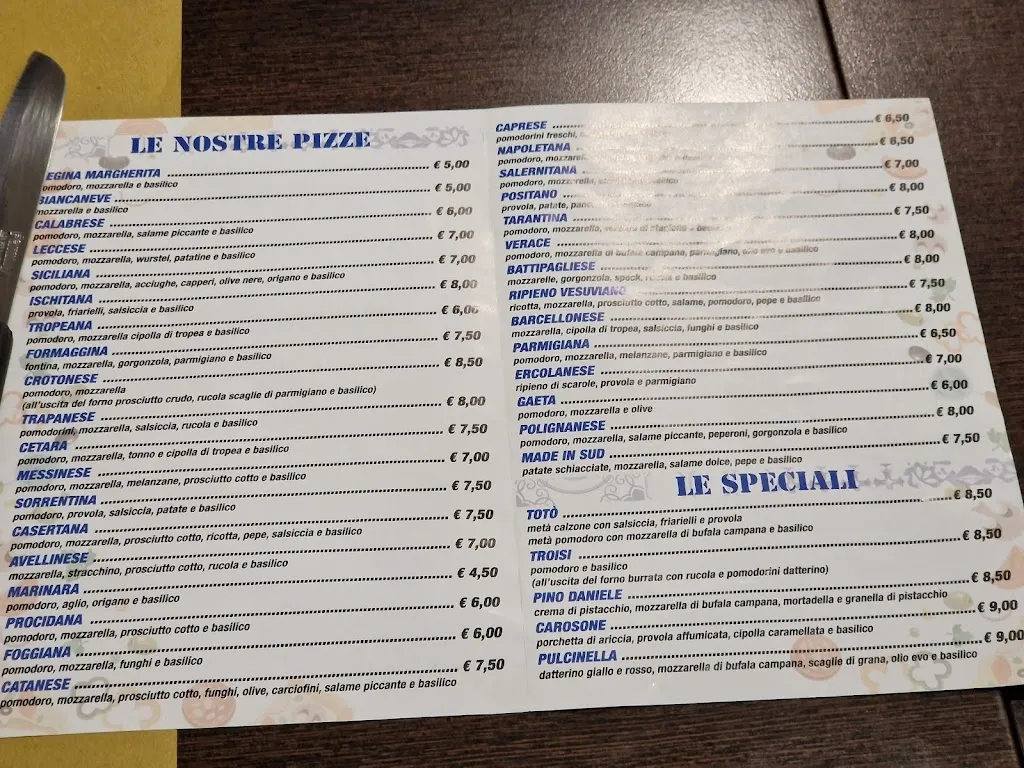 LE NOSTRE PIZZE
EGINA MARGHERITA € 5,00
pomodoro, mozzarella e basilico
BIANCANEVE € 5,00
mozzarella e basilico
CALABRESE € 6,00
pomodoro, mozzarella, salame piccante e basilico
LECCESE € 7,00
pomodoro, mozzarella, wurstel, patatine e basilico
SICILIANA € 7,00
pomodoro, mozzarella, acciughe, capperi, olive nere, origano e basilico
ISCHITANA € 8,00
provola, friarielli, salsiccia e basilico
TROPEANA € 6,00
pomodoro, mozzarella cipolla di tropea e basilico
FORMAGGINA € 7,50
fontina, mozzarella, gorgonzola, parmigiano e basilico
CROTONESE € 8,50
pomodoro, mozzarella
(all'uscita del forno prosciutto crudo, rucola scaglie di parmigiano e basilico)
TRAPANESE € 8,00
pomodorini, mozzarella, salsiccia, rucola e basilico
CETARA € 7,50
pomodoro, mozzarella, tonno e cipolla di tropea e basilico
MESSINESE € 7,00
pomodoro, mozzarella, melanzane, prosciutto cotto e basilico
SORRENTINA € 7,50
pomodoro, provola, salsiccia, patate e basilico
CASERTANA € 7,50
pomodoro, mozzarella, prosciutto cotto, ricotta, pepe, salsiccia e basilico
AVELLINESE € 7,00
mozzarella, stracchino, prosciutto cotto, rucola e basilico
MARINARA € 4,50
pomodoro, aglio, origano e basilico
PROCIDANA € 6,00
pomodoro, mozzarella, prosciutto cotto e basilico
FOGGIANA € 6,00
pomodoro, mozzarella, funghi e basilico
CATANESE € 7,50
pomodoro, mozzarella, prosciutto cotto, funghi, olive, carciofini, salame piccante e basilico
CAPRESE € 6,50
pomodorini freschi,
NAPOLETANA € 6,50
pomodoro, mozzarella
SALERNITANA € 7,00
pomodoro, mozzarella, basilico
POSITANO € 8,00
provola, patate,
TARANTINA € 7,50
pomodoro, mozzarella,
VERACE € 8,00
pomodoro, mozzarella di bufala campana, parmigiano, olio evo e basilico
BATTIPAGLIESE € 8,00
mozzarelle, gorgonzola, speck, rucola e basilico
RIPIENO VESUVIANO € 7,50
ricotta, mozzarella, prosciutto cotto, salame, pomodoro, pepe e basilico
BARCELLONESE € 8,00
mozzarella, cipolla di tropea, salsiccia, funghi e basilico
PARMIGIANA € 6,50
pomodoro, mozzarella, melanzane, parmigiano e basilico
ERCOLANESE € 7,00
ripieno di scarole, provola e parmigiano
GAETA € 6,00
pomodoro, mozzarella e olive
POLIGNANESE € 8,00
pomodoro, mozzarella, salame piccante, peperoni, gorgonzola e basilico
MADE IN SUD € 7,50
patate schiacciate, mozzarella, salame dolce, pepe e basilico
LE SPECIALI
TOTÒ € 8,50
metà calzone con salsiccia, friarielli e provola
metà pomodoro con mozzarella di bufala campana e basilico
TROISI € 8,50
pomodoro e basilico
(all'uscita del forno burrata con rucola e pomodorini datterino)
PINO DANIELE € 8,50
crema di pistacchio, mozzarella di bufala campana, mortadella e granella di pistacchio
CAROSONE € 9,00
porchetta di ariccia, provola affumicata, cipolla caramellata e basilico
PULCINELLA € 9,00
datterino giallo e rosso, mozzarella di bufala campana, scaglie di grana, olio evo e basilico